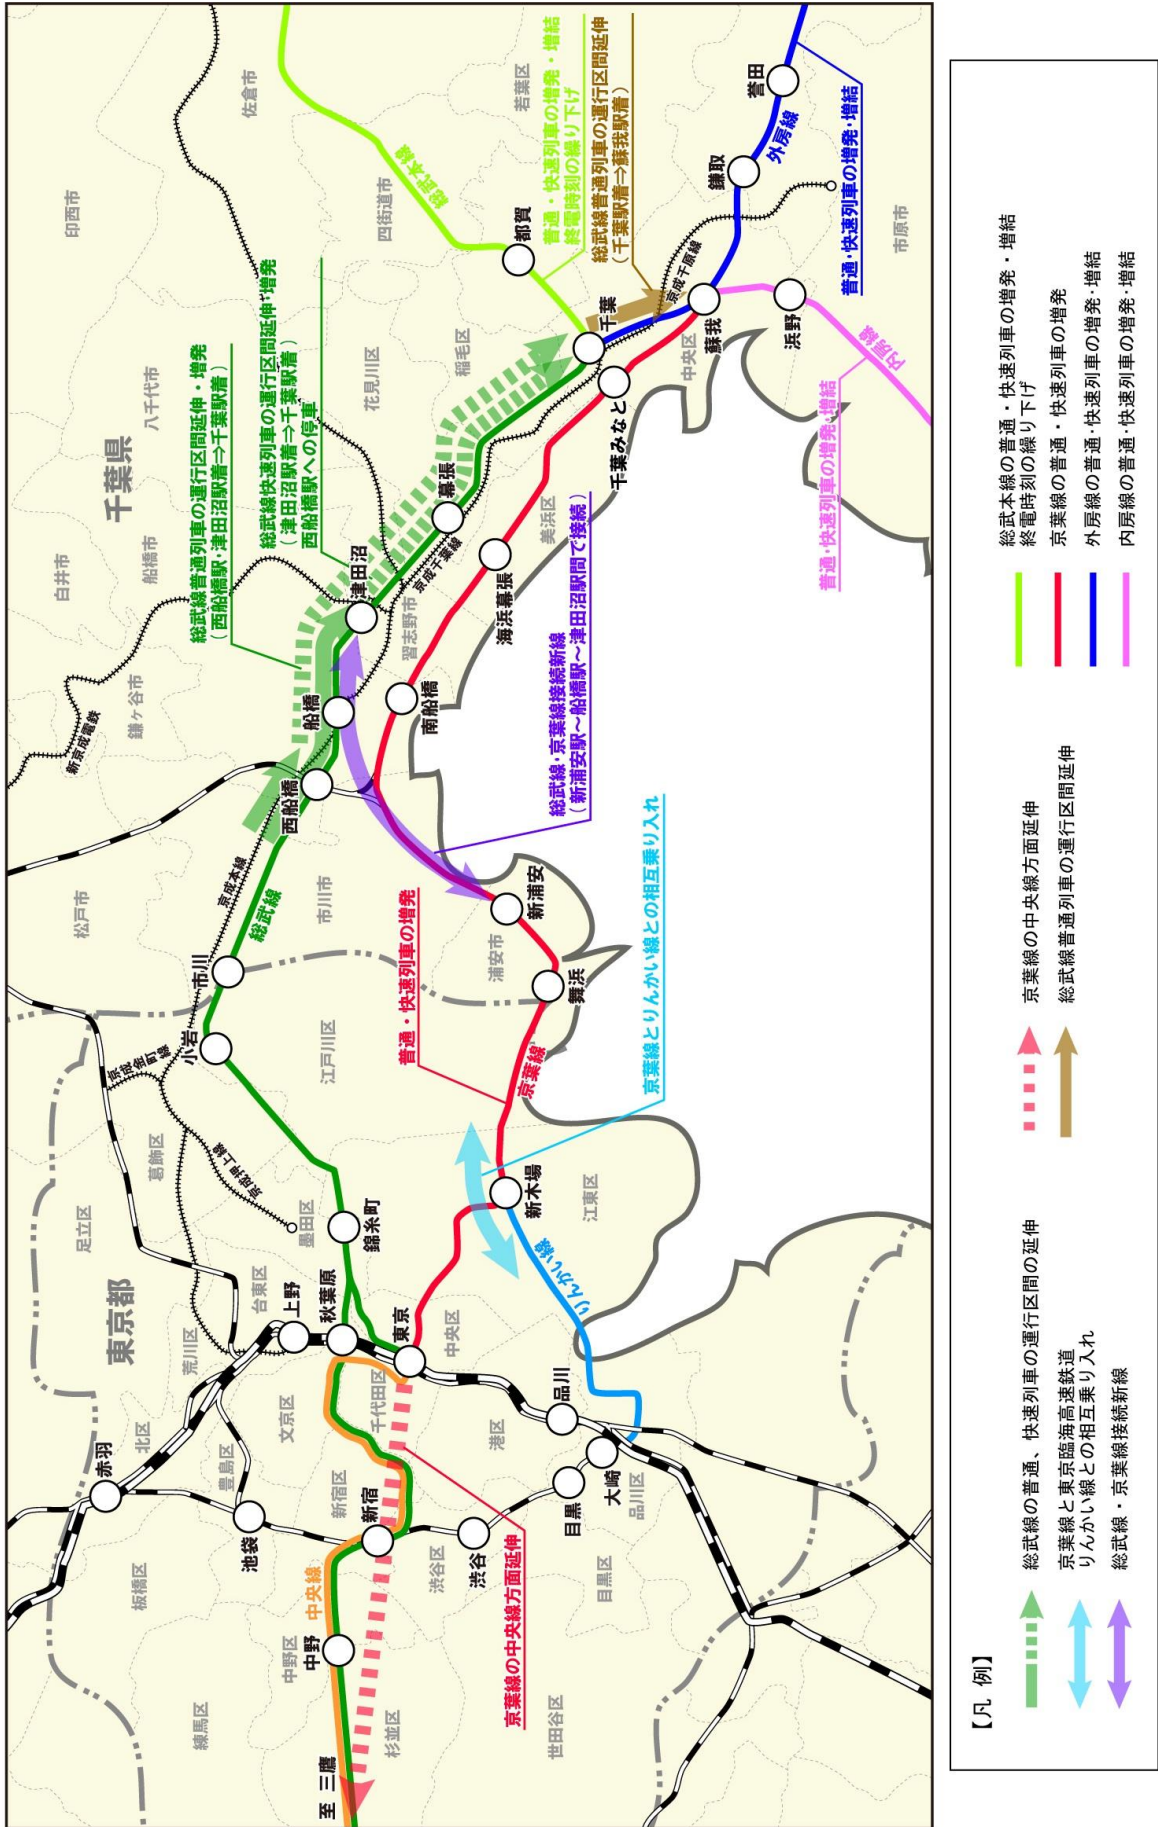 印西市
佐倉市
白井市
千葉県
八千代市
四街道市
若葉区
船橋市
鎌ヶ谷市
新京成電鉄
松戸市
総武線普通列車の運行区間延伸・増発
(西船橋駅・津田沼駅着⇒千葉駅着)
総武線快速列車の運行区間延伸・増発
(津田沼駅着⇒千葉駅着)
西船橋駅への停車
花見川区
稲毛区
総武本線
都賀
普通・快速列車の増発・増結
終電時刻の繰り下げ
総武線普通列車の運行区間延伸
(千葉駅着⇒蘇我駅着)
千葉
京成千原線
中央区
蘇我
鎌取
外房線
誉田
普通・快速列車の増発・増結
市原市
浜野
内房線
普通・快速列車の増発・増結
千葉みなと
美浜区
幕張
京成千葉線
海浜幕張
津田沼
習志野市
船橋
南船橋
西船橋
総武線・京葉線接続新線
(新浦安駅~船橋駅~津田沼駅間で接続)
京成本線
総武線
市川市
市川
小岩
新浦安
浦安市
舞浜
普通・快速列車の増発
京葉線
京葉線とりんかい線との相互乗り入れ
江戸川区
京成金町線
葛飾区
京成押上線
足立区
墨田区
錦糸町
新木場
江東区
りんかい線
東京都
台東区
上野
秋葉原
東京
中央区
荒川区
文京区
千代田区
港区
品川
大崎
品川区
目黒
目黒区
北区
赤羽
豊島区
池袋
板橋区
新宿区
新宿
渋谷区
渋谷
京葉線の中央線方面延伸
中央線
中野区
中野
練馬区
杉並区
世田谷区
至 三鷹
【凡 例】
総武線の普通、快速列車の運行区間の延伸
京葉線と東京臨海高速鉄道
りんかい線との相互乗り入れ
総武線・京葉線接続新線
京葉線の中央線方面延伸
総武線普通列車の運行区間延伸
総武本線の普通・快速列車の増発・増結
終電時刻の繰り下げ
京葉線の普通・快速列車の増発
外房線の普通・快速列車の増発・増結
内房線の普通・快速列車の増発・増結